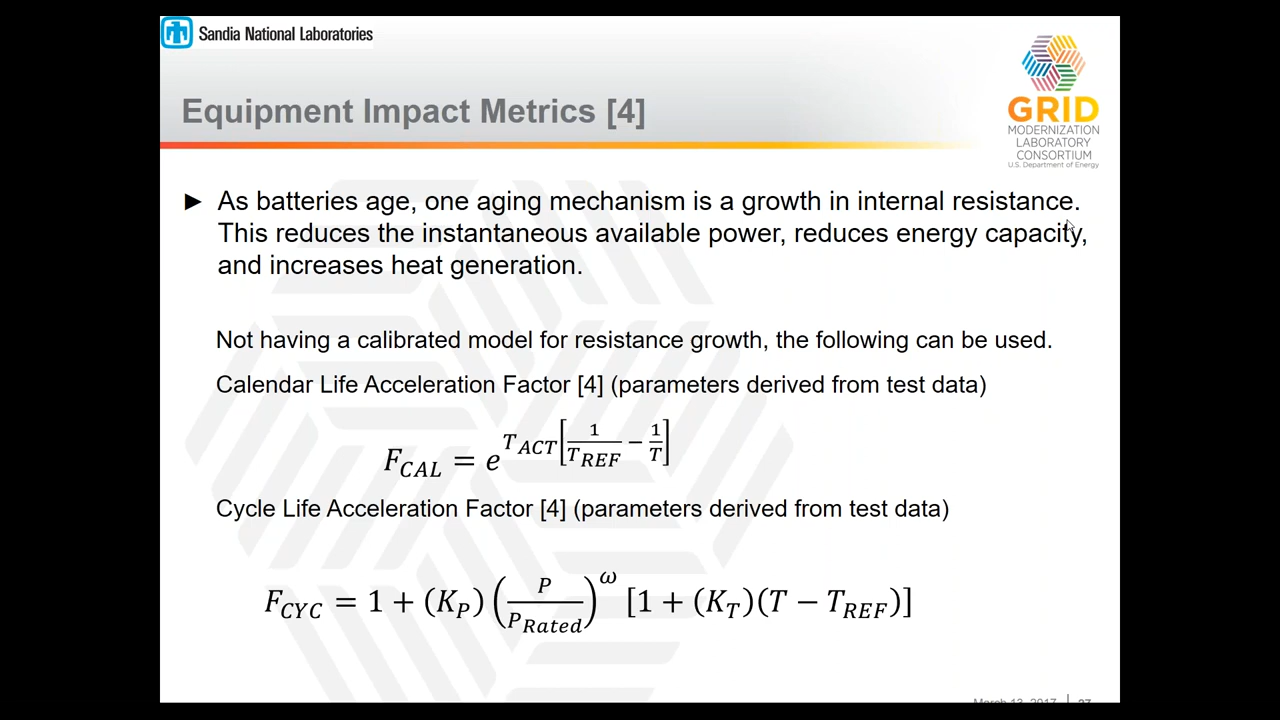 Sandia National Laboratories
Equipment Impact Metrics [4]
GRID
MODERNIZATION
LABORATORY
CONSORTIUM
U.S. Department of Energy
► As batteries age, one aging mechanism is a growth in internal resistance.
This reduces the instantaneous available power, reduces energy capacity,
and increases heat generation.
Not having a calibrated model for resistance growth, the following can be used.
Calendar Life Acceleration Factor [4] (parameters derived from test data)
F_CAL = e^{T_ACT[1/T_REF − 1/T]}
Cycle Life Acceleration Factor [4] (parameters derived from test data)
F_CYC = 1 + (K_P)(P/P_Rated)^ω [1 + (K_T)(T − T_REF)]
March 13, 2017 | 27